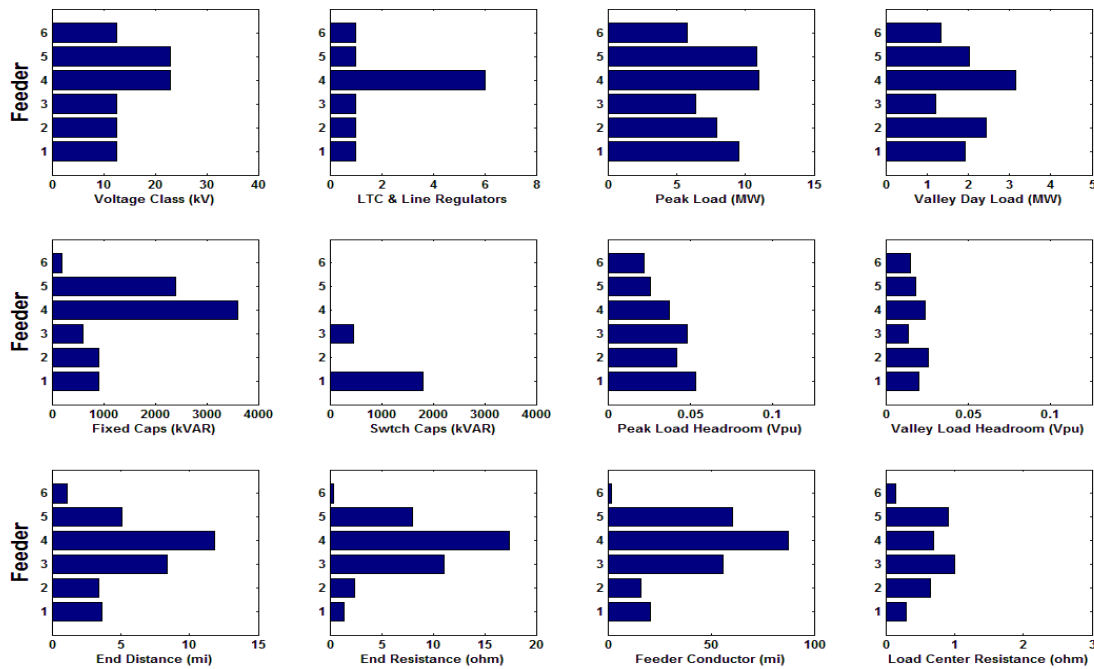 6
5
4
3
2
1
Feeder
0 10 20 30 40
Voltage Class (kV)
6
5
4
3
2
1
0 2 4 6 8
LTC & Line Regulators
6
5
4
3
2
1
0 5 10 15
Peak Load (MW)
6
5
4
3
2
1
0 1 2 3 4 5
Valley Day Load (MW)
6
5
4
3
2
1
Feeder
0 1000 2000 3000 4000
Fixed Caps (kVAR)
6
5
4
3
2
1
0 1000 2000 3000 4000
Swtch Caps (kVAR)
6
5
4
3
2
1
0 0.05 0.1
Peak Load Headroom (Vpu)
6
5
4
3
2
1
0 0.05 0.1
Valley Load Headroom (Vpu)
6
5
4
3
2
1
Feeder
0 5 10 15
End Distance (mi)
6
5
4
3
2
1
0 5 10 15 20
End Resistance (ohm)
6
5
4
3
2
1
0 50 100
Feeder Conductor (mi)
6
5
4
3
2
1
0 1 2 3
Load Center Resistance (ohm)